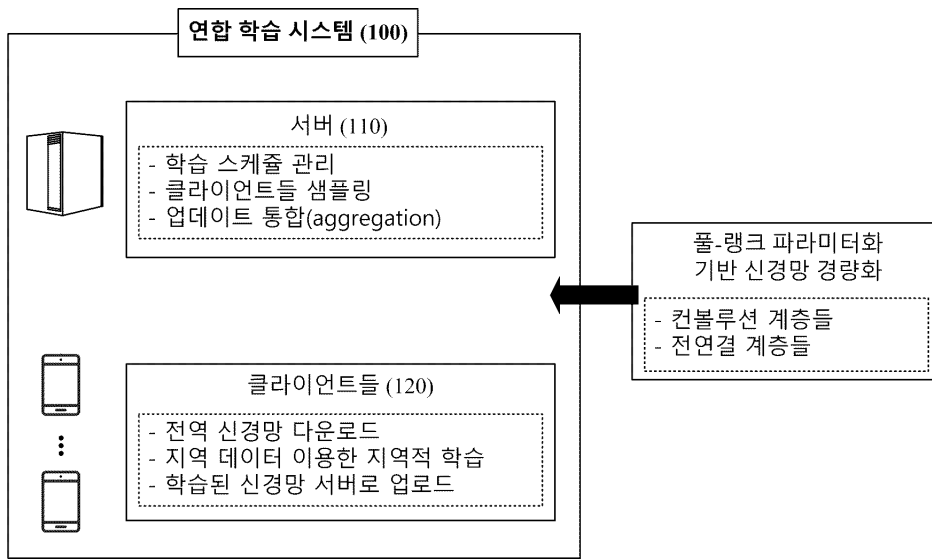 연합 학습 시스템 (100)
서버 (110)
- 학습 스케쥴 관리
- 클라이언트들 샘플링
- 업데이트 통합(aggregation)
풀-랭크 파라미터화
기반 신경망 경량화
- 컨볼루션 계층들
- 전연결 계층들
클라이언트들 (120)
- 전역 신경망 다운로드
- 지역 데이터 이용한 지역적 학습
- 학습된 신경망 서버로 업로드